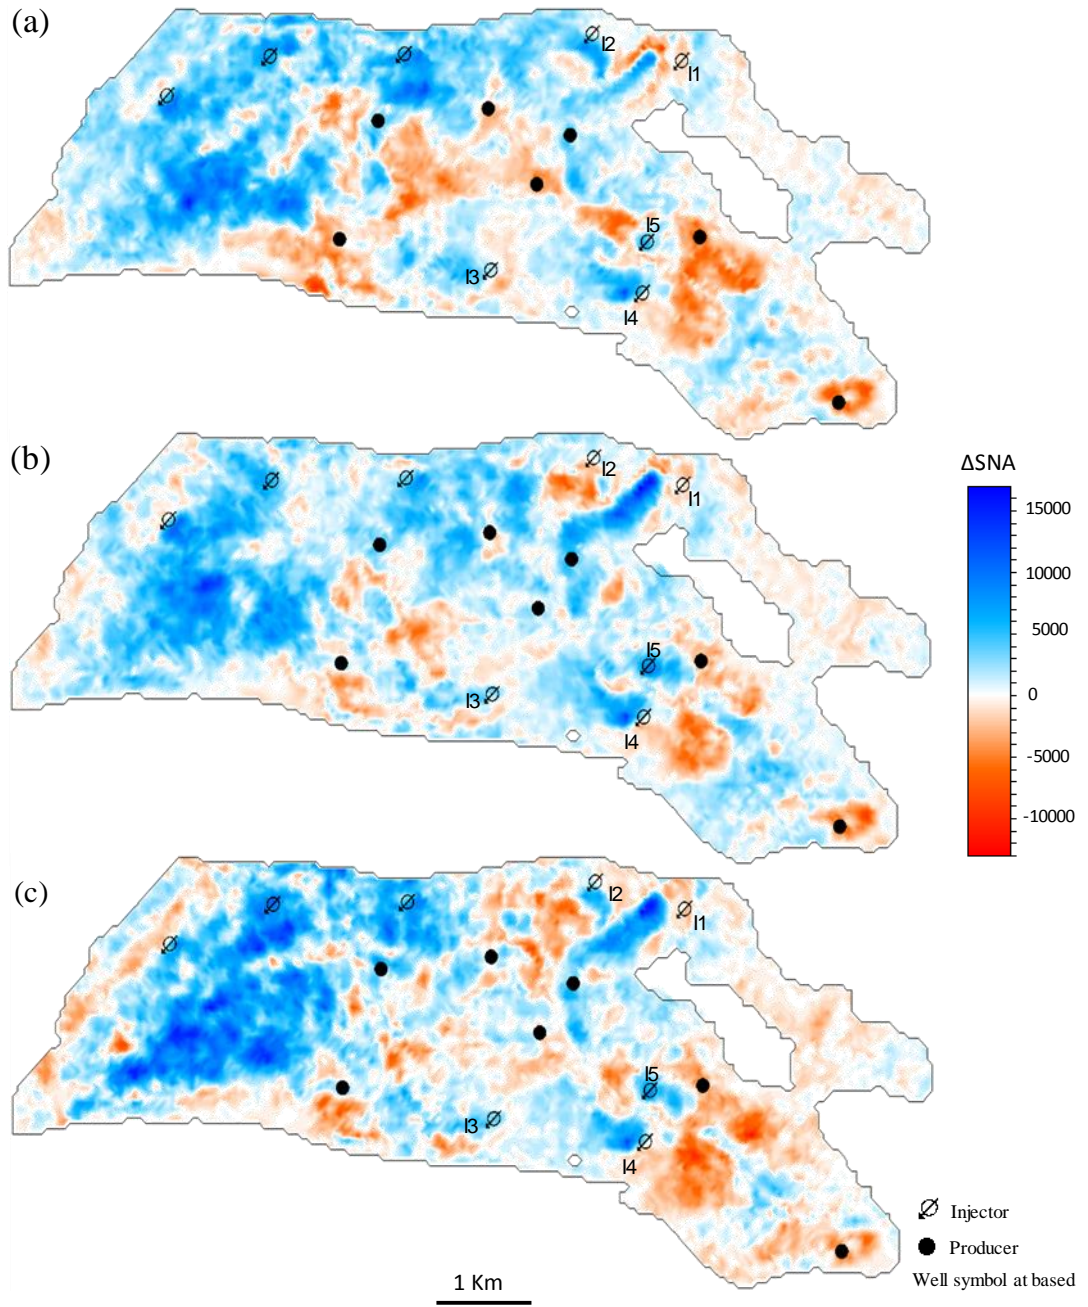 (a)
I2
I1
I5
I3
I4
(b)
ΔSNA
I2
I1
15000
10000
5000
I5
0
I3
I4
-5000
-10000
(c)
I2
I1
I5
I3
I4
Injector
Producer
Well symbol at based
1 Km